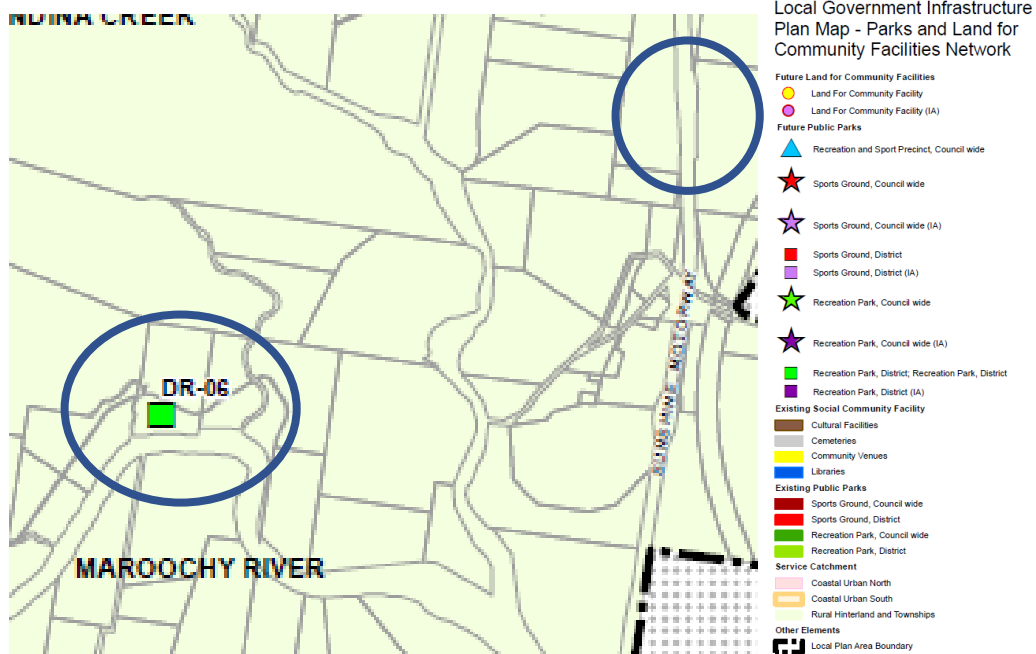 NDINA CREEK
DR-06
MAROOCHY RIVER
SUNSHINE MOTORWAY
Local Government Infrastructure
Plan Map - Parks and Land for
Community Facilities Network
Future Land for Community Facilities
Land For Community Facility
Land For Community Facility (IA)
Future Public Parks
Recreation and Sport Precinct, Council wide
Sports Ground, Council wide
Sports Ground, Council wide (IA)
Sports Ground, District
Sports Ground, District (IA)
Recreation Park, Council wide
Recreation Park, Council wide (IA)
Recreation Park, District; Recreation Park, District
Recreation Park, District (IA)
Existing Social Community Facility
Cultural Facilities
Cemeteries
Community Venues
Libraries
Existing Public Parks
Sports Ground, Council wide
Sports Ground, District
Recreation Park, Council wide
Recreation Park, District
Service Catchment
Coastal Urban North
Coastal Urban South
Rural Hinterland and Townships
Other Elements
Local Plan Area Boundary